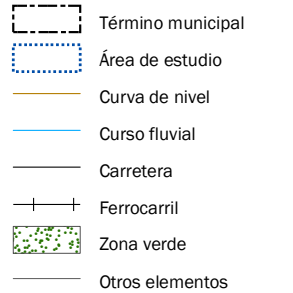 Término municipal
Área de estudio
Curva de nivel
Curso fluvial
Carretera
Ferrocarril
Zona verde
Otros elementos